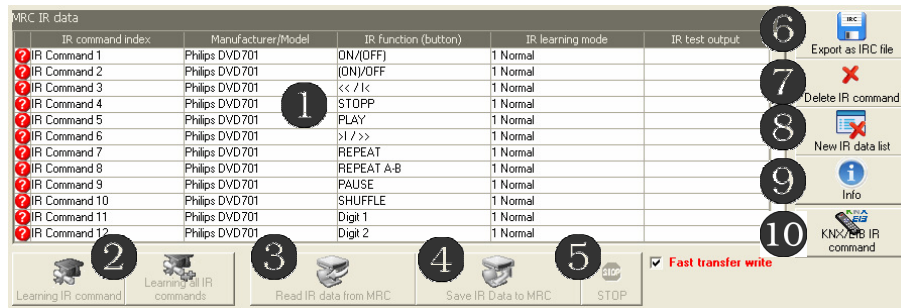 MRC IR data
IR command index Manufacturer/Model IR function (button) IR learning mode IR test output
IR Command 1 Philips DVD701 ON/(OFF) 1 Normal
IR Command 2 Philips DVD701 (ON)/OFF 1 Normal
IR Command 3 Philips DVD701 << / |< 1 Normal
IR Command 4 Philips DVD701 STOPP 1 Normal
IR Command 5 Philips DVD701 PLAY 1 Normal
IR Command 6 Philips DVD701 >| / >> 1 Normal
IR Command 7 Philips DVD701 REPEAT 1 Normal
IR Command 8 Philips DVD701 REPEAT A-B 1 Normal
IR Command 9 Philips DVD701 PAUSE 1 Normal
IR Command 10 Philips DVD701 SHUFFLE 1 Normal
IR Command 11 Philips DVD701 Digit 1 1 Normal
IR Command 12 Philips DVD701 Digit 2 1 Normal
1
6
IRC
Export as IRC file
7
Delete IR command
8
New IR data list
9
Info
10
KNX/EIB IR
command
2
Learning IR command
Learning all IR
commands
3
Read IR data from MRC
4
Save IR Data to MRC
5
STOP
STOP
Fast transfer write